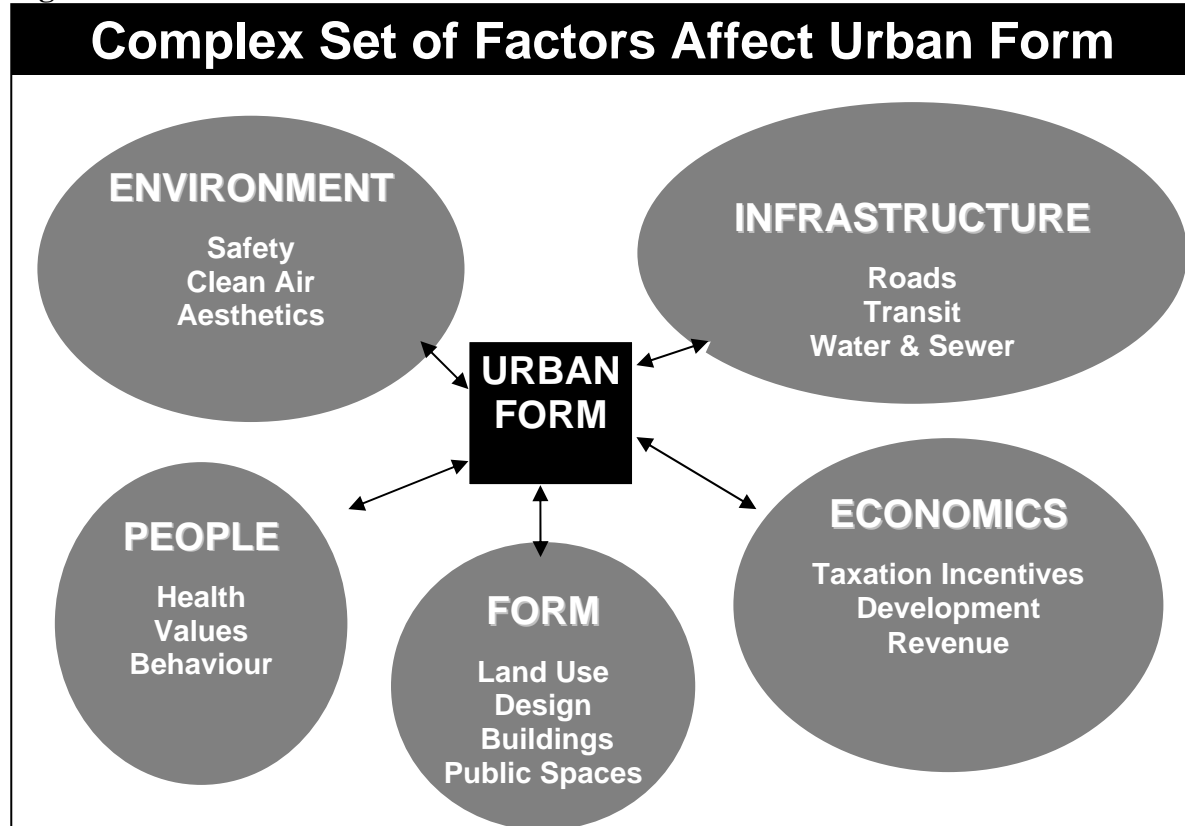 Complex Set of Factors Affect Urban Form
ENVIRONMENT
Safety
Clean Air
Aesthetics
INFRASTRUCTURE
Roads
Transit
Water & Sewer
URBAN
FORM
PEOPLE
Health
Values
Behaviour
FORM
Land Use
Design
Buildings
Public Spaces
ECONOMICS
Taxation Incentives
Development
Revenue